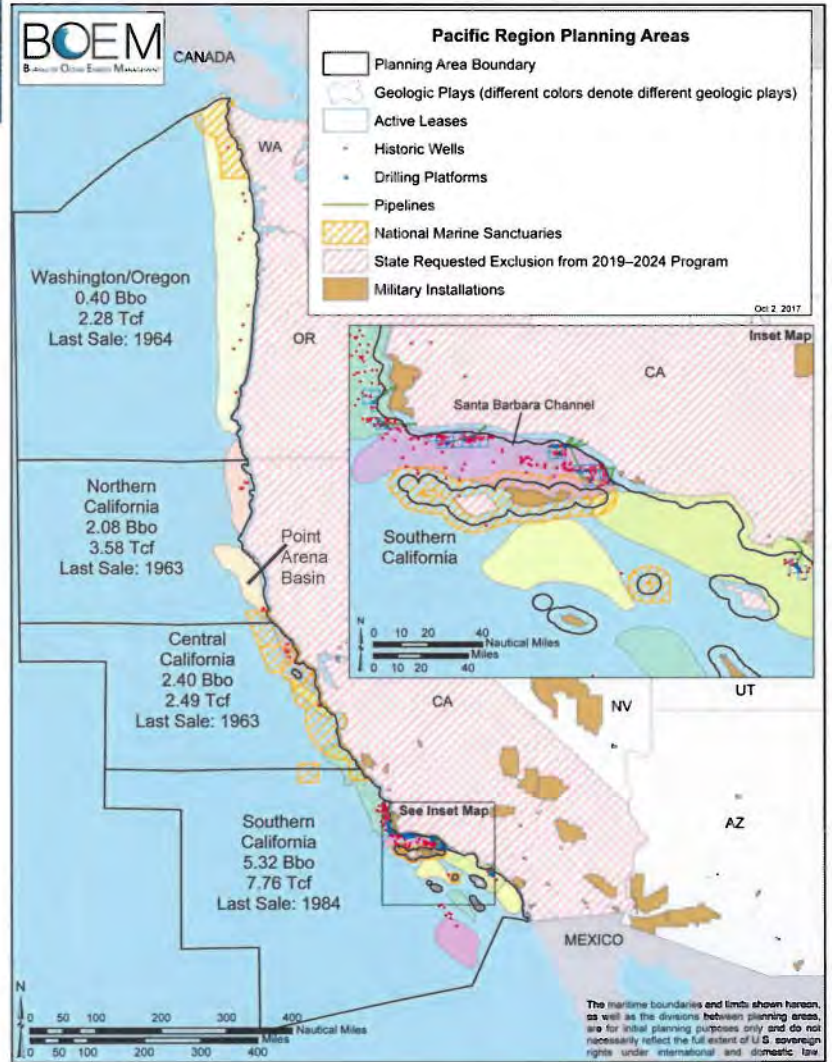 BOEM
BUREAU OF OCEAN ENERGY MANAGEMENT
CANADA
Pacific Region Planning Areas
Planning Area Boundary
Geologic Plays (different colors denote different geologic plays)
Active Leases
Historic Wells
Drilling Platforms
Pipelines
National Marine Sanctuaries
State Requested Exclusion from 2019–2024 Program
Military Installations
Oct 2, 2017
WA
Washington/Oregon
0.40 Bbo
2.28 Tcf
Last Sale: 1964
OR
Inset Map
CA
Santa Barbara Channel
Southern
California
N
0 10 20 40
Nautical Miles
Miles
0 10 20 40
Northern
California
2.08 Bbo
3.58 Tcf
Last Sale: 1963
Point
Arena
Basin
Central
California
2.40 Bbo
2.49 Tcf
Last Sale: 1963
CA
NV
UT
AZ
See Inset Map
Southern
California
5.32 Bbo
7.76 Tcf
Last Sale: 1984
MEXICO
N
0 50 100 200 300 400
Nautical Miles
Miles
0 50 100 200 300 400
The maritime boundaries and limits shown hereon,
as well as the divisions between planning areas,
are for initial planning purposes only and do not
necessarily reflect the full extent of U.S. sovereign
rights under international and domestic law